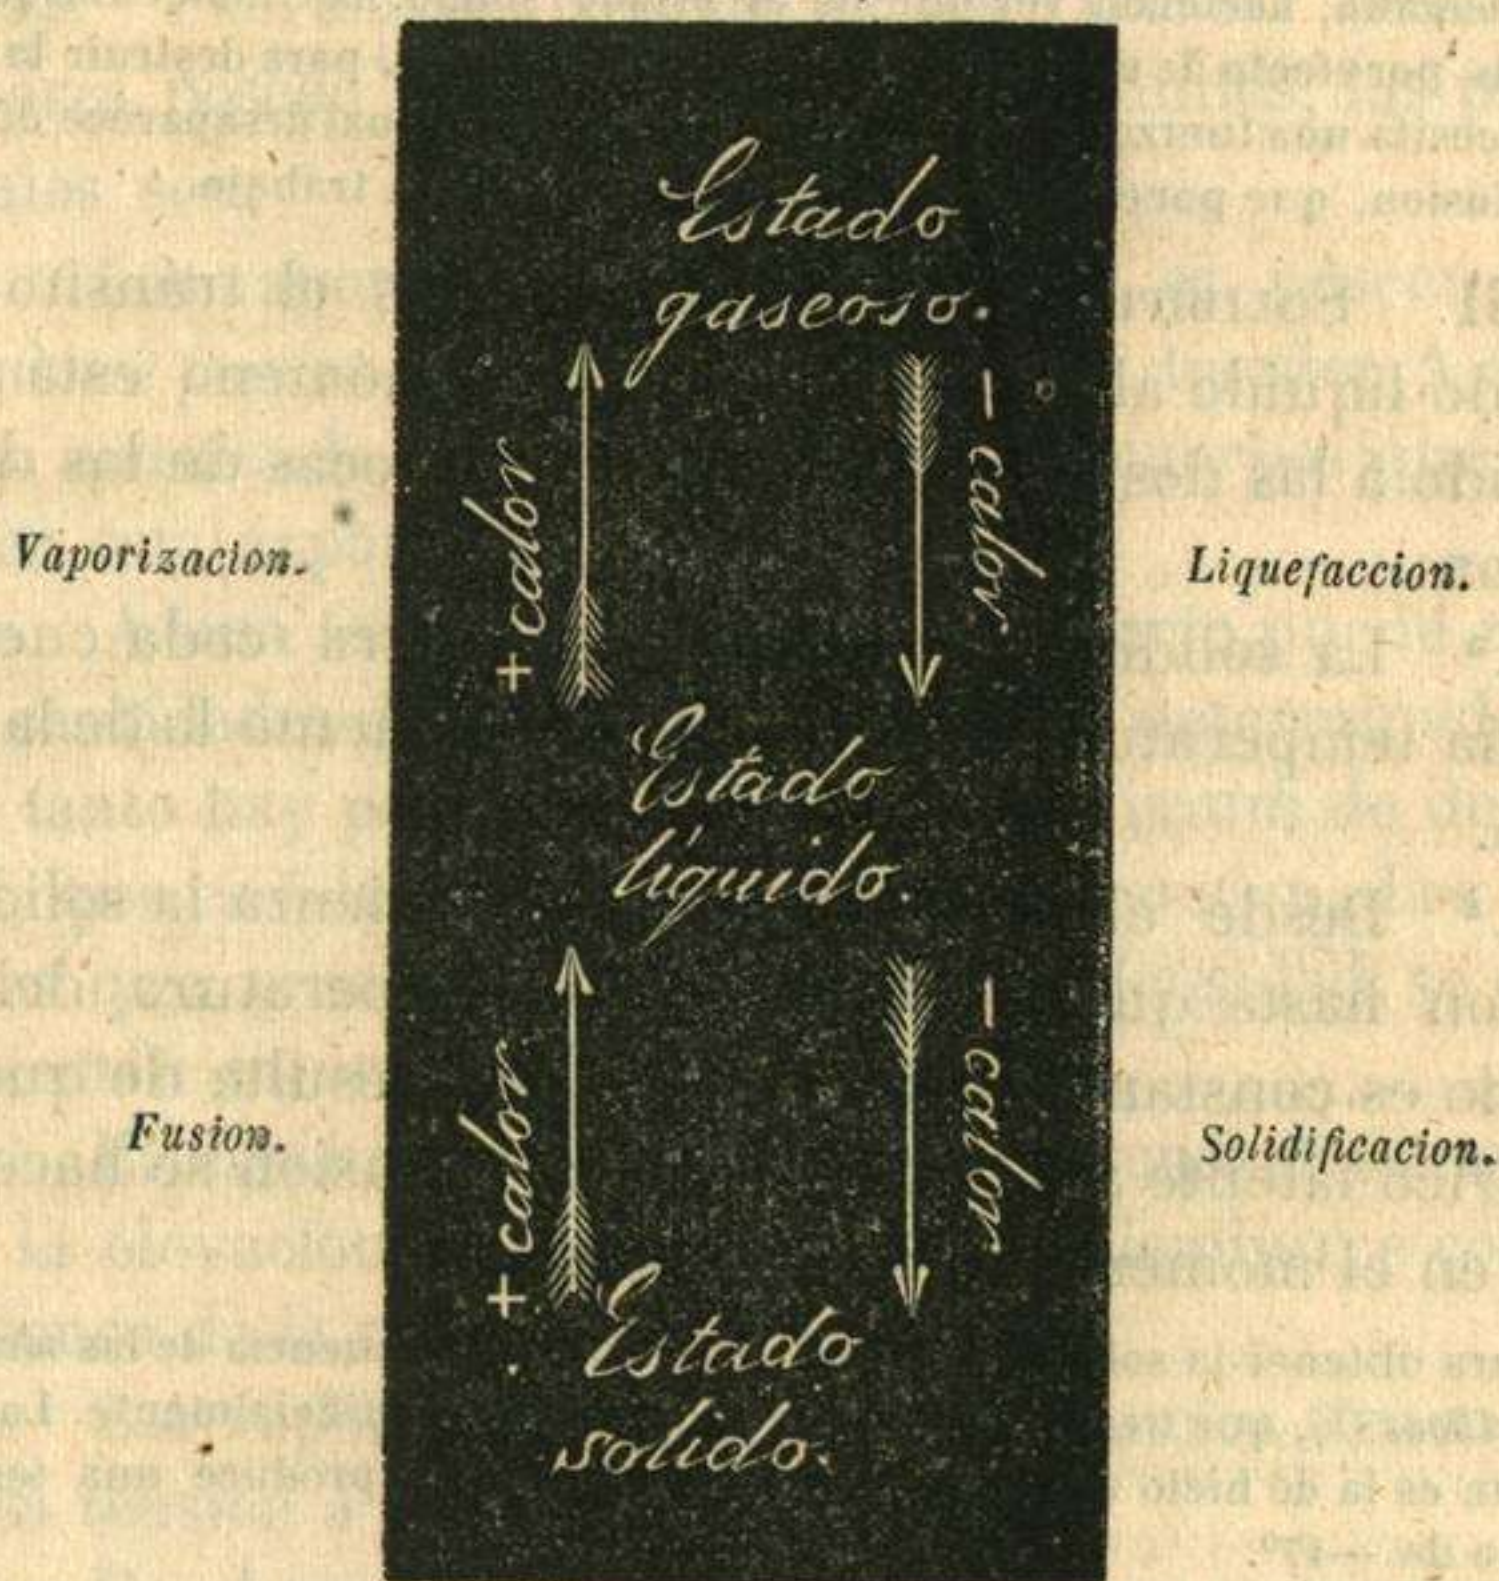 Estado
gaseoso.
+ calor
- calor
Vaporizacion.
Liquefaccion.
Estado
líquido.
+ calor
- calor
Fusion.
Solidificacion.
Estado
solido.